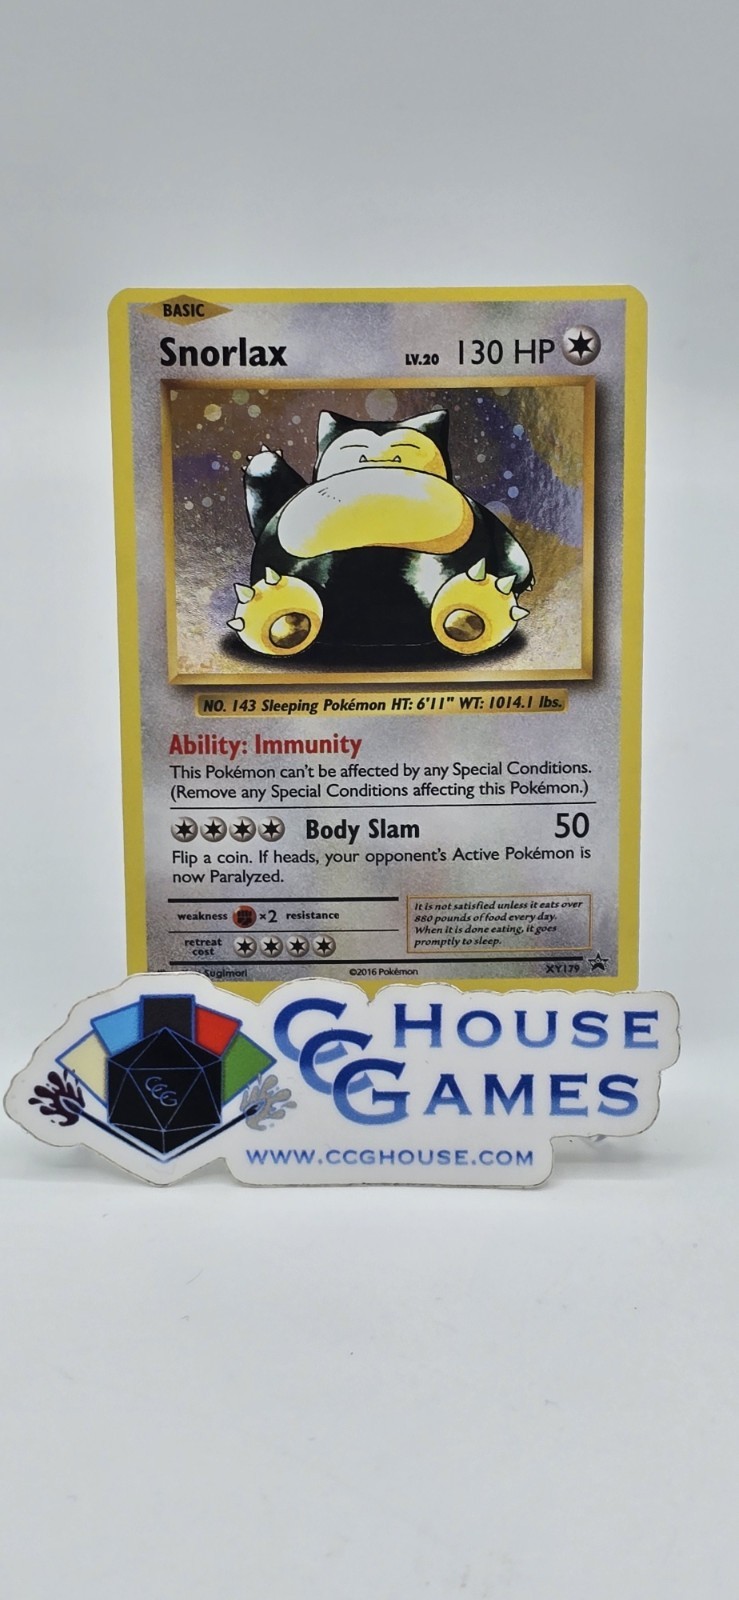 BASIC
Snorlax LV.20 130 HP
NO. 143 Sleeping Pokémon HT: 6'11" WT: 1014.1 lbs.
Ability: Immunity
This Pokémon can't be affected by any Special Conditions.
(Remove any Special Conditions affecting this Pokémon.)
Body Slam 50
Flip a coin. If heads, your opponent's Active Pokémon is
now Paralyzed.
weakness ×2 resistance
retreat
cost
It is not satisfied unless it eats over
880 pounds of food every day.
When it is done eating, it goes
promptly to sleep.
Sugimori ©2016 Pokémon XY179
CCG HOUSE
GAMES
CCG
WWW.CCGHOUSE.COM